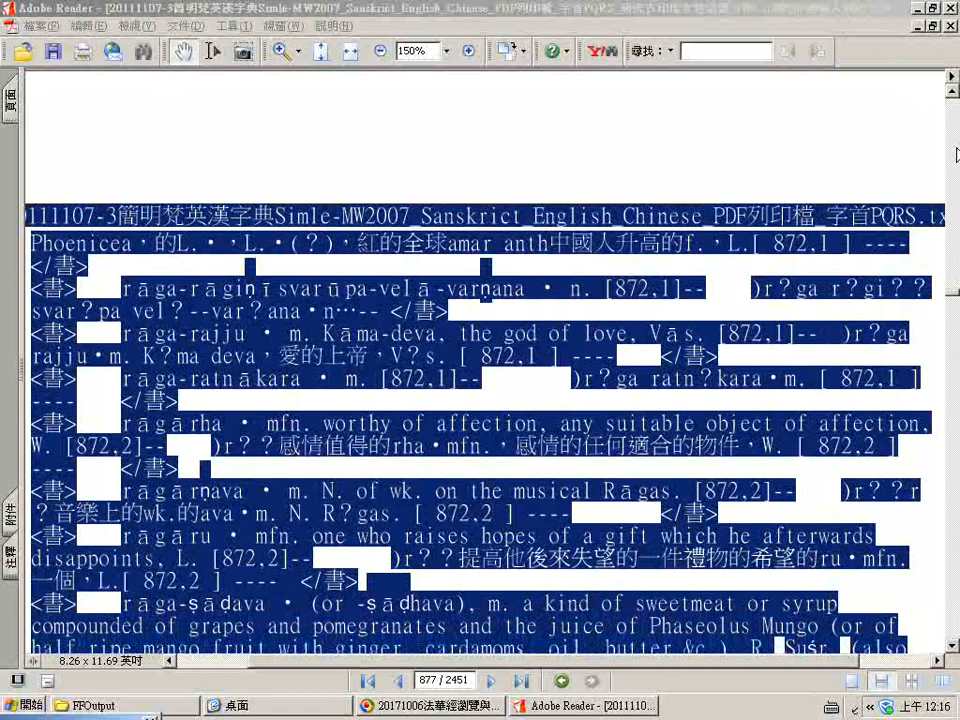 Adobe Reader - [20111107-3簡明梵英漢字典Simle-MW2007_Sanskrict_English_Chinese_PDF列印檔_字首PQRS
檔案(F) 編輯(E) 檢視(V) 文件(D) 工具(T) 視窗(W) 說明(H)
150% 尋找:
頁面
0111107-3簡明梵英漢字典Simle-MW2007_Sanskrict_English_Chinese_PDF列印檔_字首PQRS.tx
Phoenicea，的L.•，L.•(?)，紅的全球amar anth中國人升高的f.，L.[ 872,1 ] ----
</書>
<書> rāga-rāgiṇī svarūpa-velā-varṇana • n. [872,1]-- )r?ga r?gi??
svar?pa vel?--var?ana•n…-- </書>
<書> rāga-rajju • m. Kāma-deva, the god of love, Vās. [872,1]-- )r?ga
rajju•m. K?ma deva，愛的上帝，V?s. [ 872,1 ] ---- </書>
<書> rāga-ratnākara • m. [872,1]-- )r?ga ratn?kara•m. [ 872,1 ]
---- </書>
<書> rāgārha • mfn. worthy of affection, any suitable object of affection,
W. [872,2]-- )r??感情值得的rha•mfn.，感情的任何適合的物件，W. [ 872,2 ]
---- </書>
<書> rāgārṇava • m. N. of wk. on the musical Rāgas. [872,2]-- )r??r
?音樂上的wk.的ava•m. N. R?gas. [ 872,2 ] ---- </書>
<書> rāgāru • mfn. one who raises hopes of a gift which he afterwards
disappoints, L. [872,2]-- )r??提高他後來失望的一件禮物的希望的ru•mfn.
一個，L.[ 872,2 ] ---- </書>
<書> rāga-ṣāḍava • (or -ṣāḍhava), m. a kind of sweetmeat or syrup
compounded of grapes and pomegranates and the juice of Phaseolus Mungo (or of
half ripe mango fruit with ginger, cardamoms, oil, butter &c.), R. Suśr. (also
附件
注釋
8.26 x 11.69 英吋
877 / 2451
開始 FFOutput 桌面 20171006法華經瀏覽與... Adobe Reader - [2011110... 上午 12:16